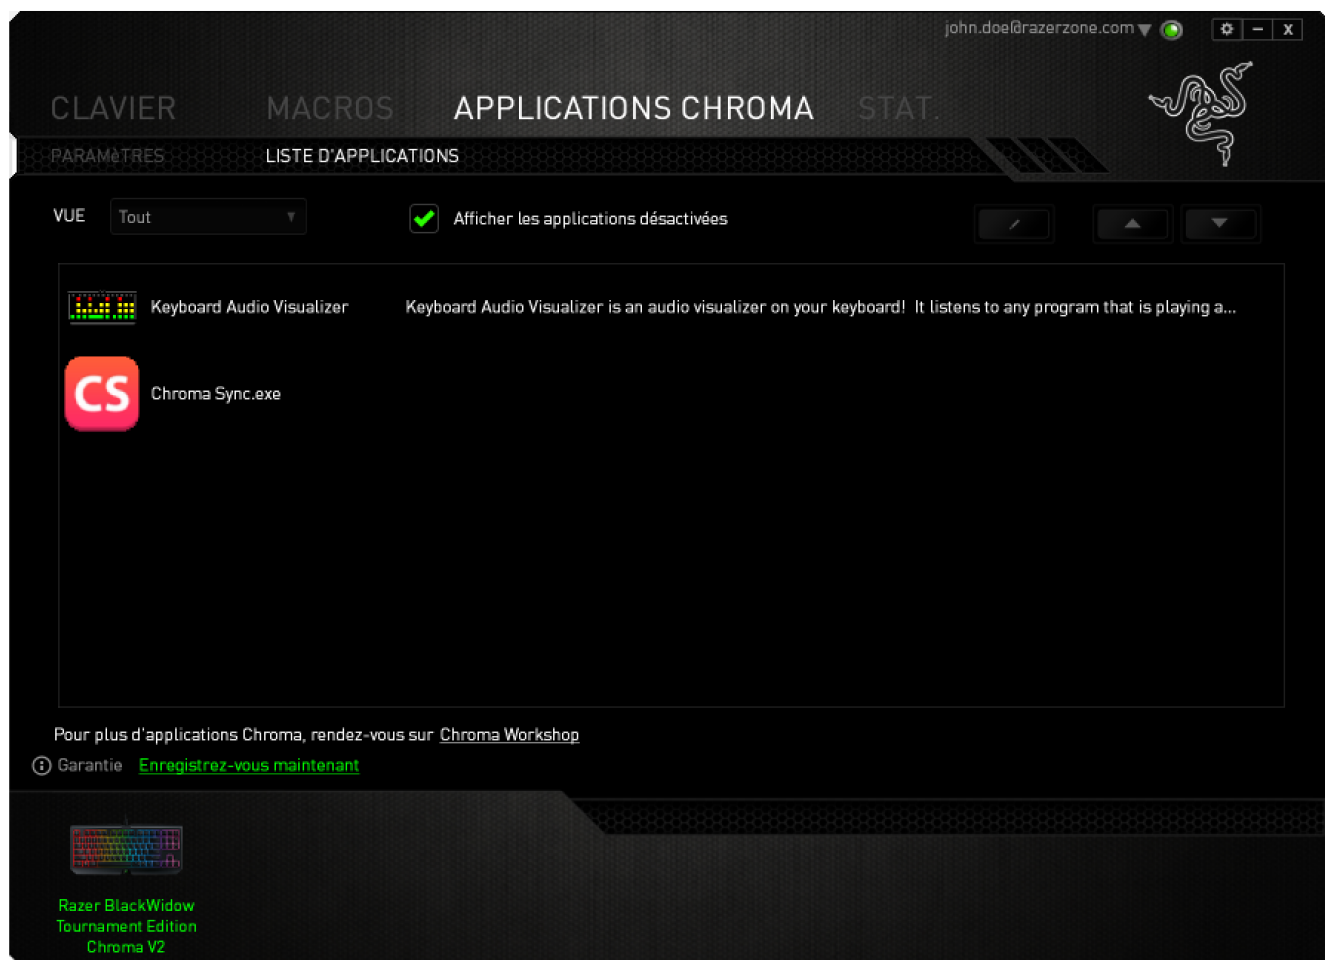 john.doe@razerzone.com
CLAVIER MACROS APPLICATIONS CHROMA STAT.
PARAMèTRES LISTE D'APPLICATIONS
VUE Tout Afficher les applications désactivées
Keyboard Audio Visualizer Keyboard Audio Visualizer is an audio visualizer on your keyboard! It listens to any program that is playing a...
CS Chroma Sync.exe
Pour plus d'applications Chroma, rendez-vous sur Chroma Workshop
Garantie Enregistrez-vous maintenant
Razer BlackWidow
Tournament Edition
Chroma V2